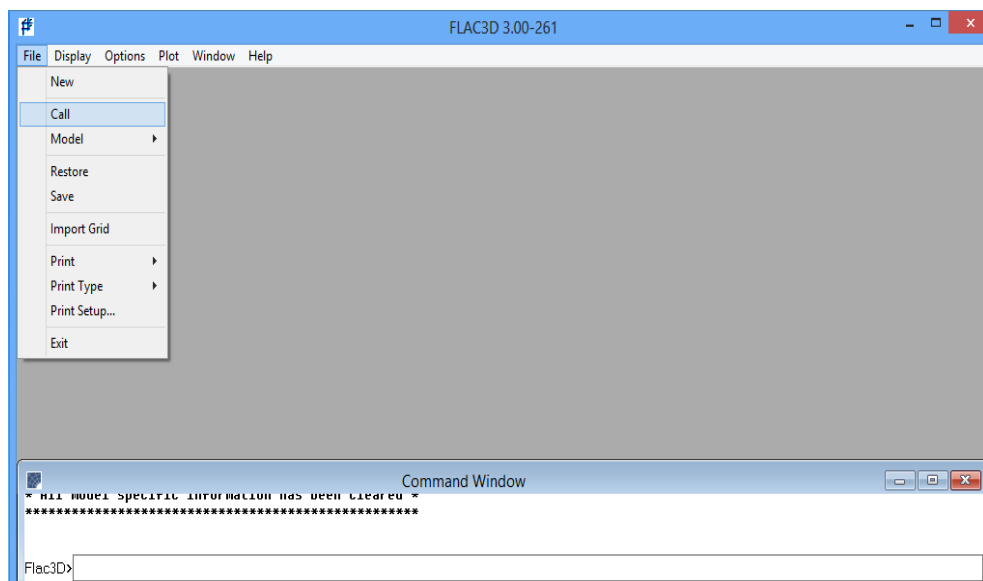 FLAC3D 3.00-261
File Display Options Plot Window Help
New
Call
Model
Restore
Save
Import Grid
Print
Print Type
Print Setup...
Exit
Command Window
* All model specific information has been cleared *
***************************************************
Flac3D>